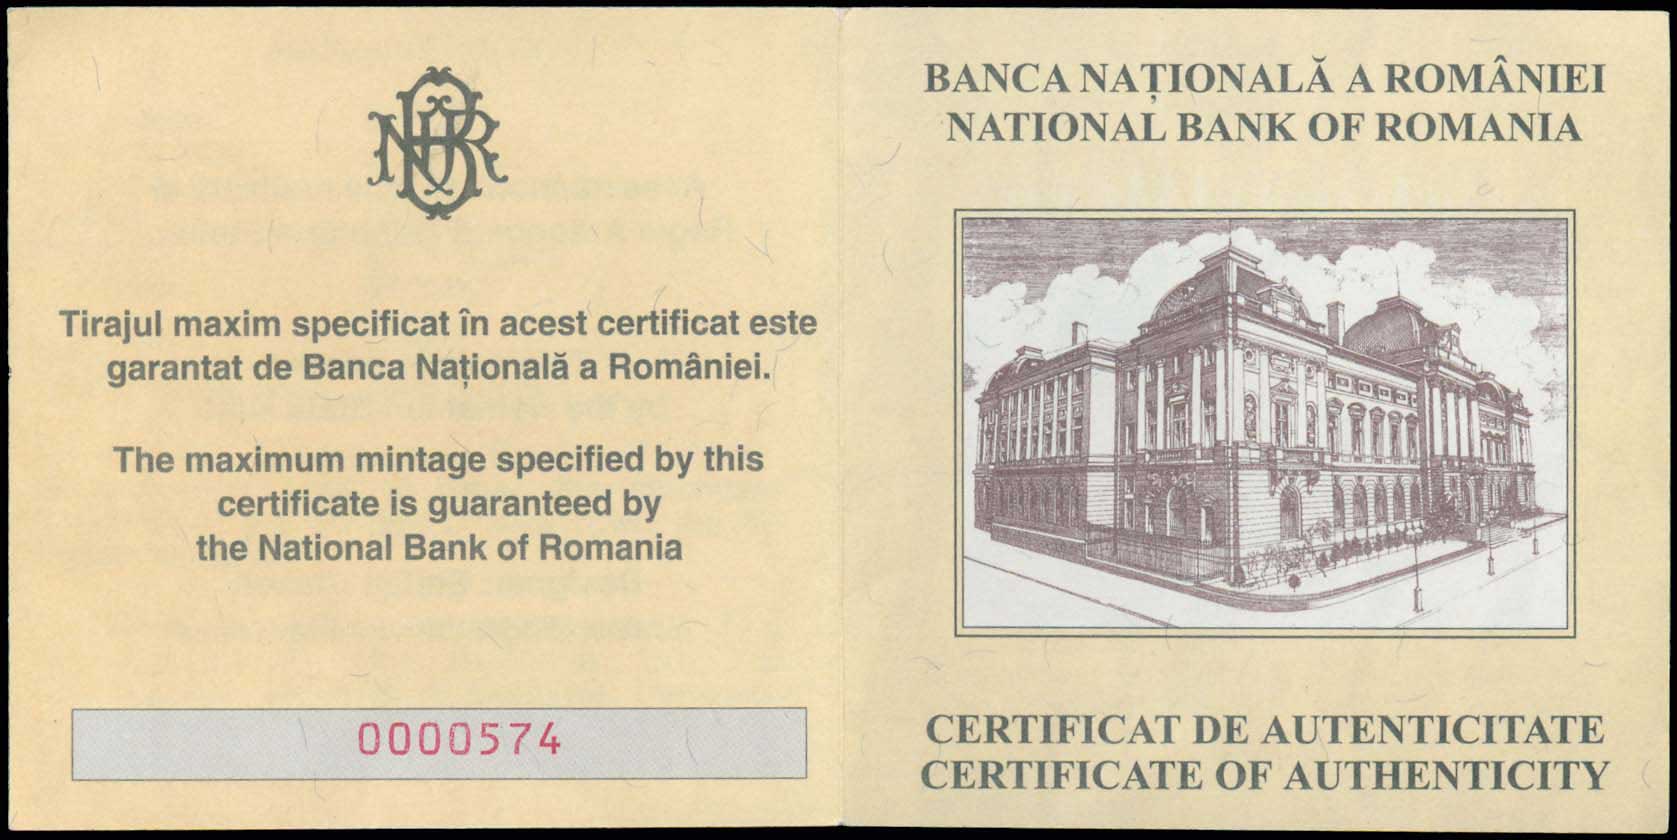 BNR
Tirajul maxim specificat în acest certificat este
garantat de Banca Națională a României.
The maximum mintage specified by this
certificate is guaranteed by
the National Bank of Romania
0000574
BANCA NAȚIONALĂ A ROMÂNIEI
NATIONAL BANK OF ROMANIA
CERTIFICAT DE AUTENTICITATE
CERTIFICATE OF AUTHENTICITY